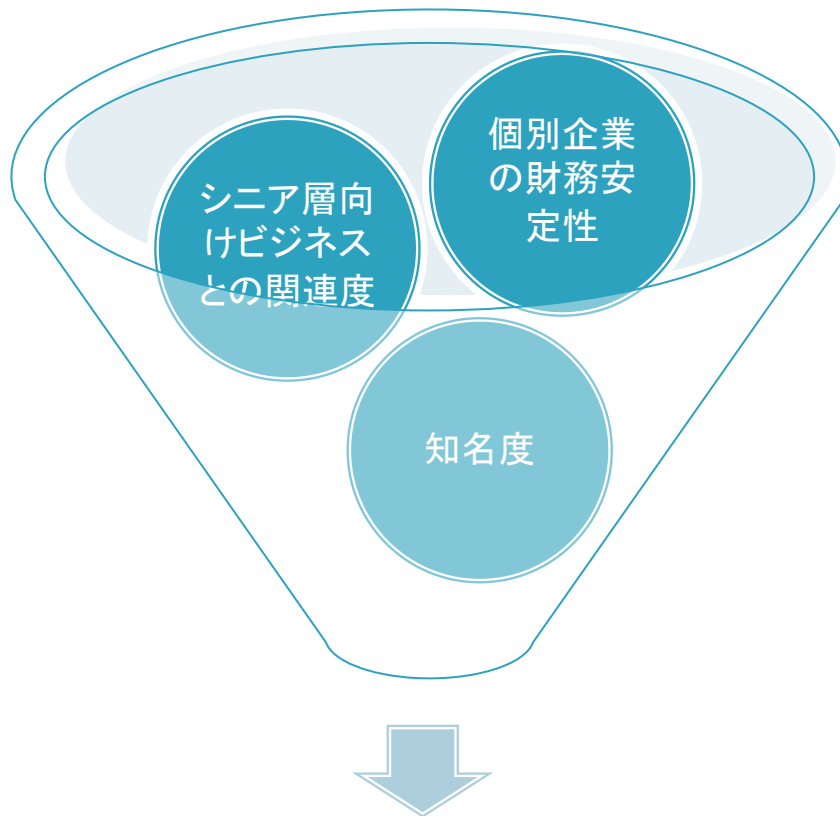 個別企業
の財務安
定性
シニア層向
けビジネス
との関連度
知名度